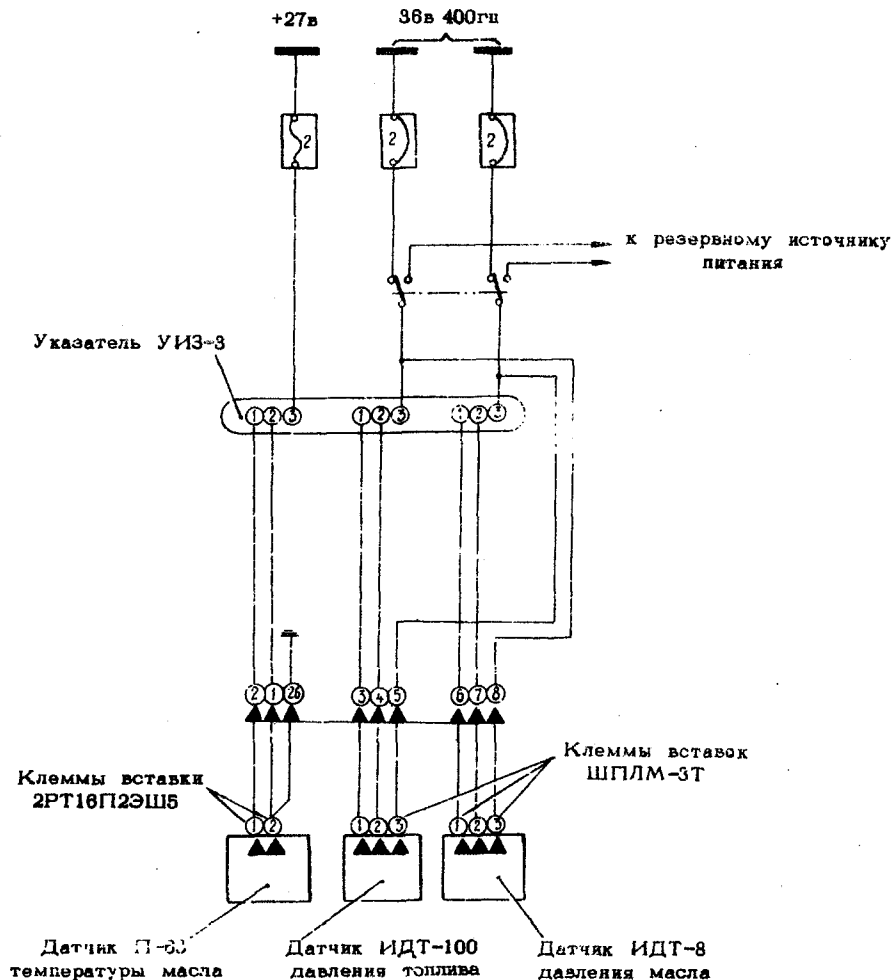 +27в 36в 400гц
2 2 2
к резервному источнику
питания
Указатель УИЗ-3
1 2 3 1 2 3 1 2 3
2 1 26 3 4 5 6 7 8
Клеммы вставок
ШПЛМ-3Т
Клеммы вставки
2РТ16П2ЭШ5
1 2 1 2 3 1 2 3
Датчик П-63 Датчик ИДТ-100 Датчик ИДТ-8
температуры масла давления топлива давления масла